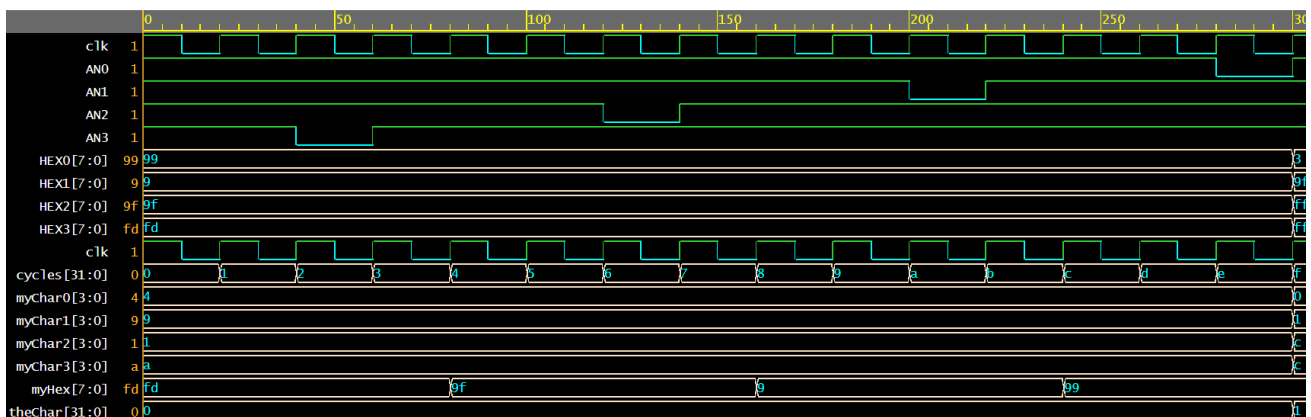 0 50 100 150 200 250 30
clk 1
AN0 1
AN1 1
AN2 1
AN3 1
HEX0[7:0] 99 99 3
HEX1[7:0] 9 9 9f
HEX2[7:0] 9f 9f ff
HEX3[7:0] fd fd ff
clk 1
cycles[31:0] 0 0 1 2 3 4 5 6 7 8 9 a b c d e f
myChar0[3:0] 4 4 0
myChar1[3:0] 9 9 1
myChar2[3:0] 1 1 c
myChar3[3:0] a a c
myHex[7:0] fd fd 9f 9 99
theChar[31:0] 0 0 1